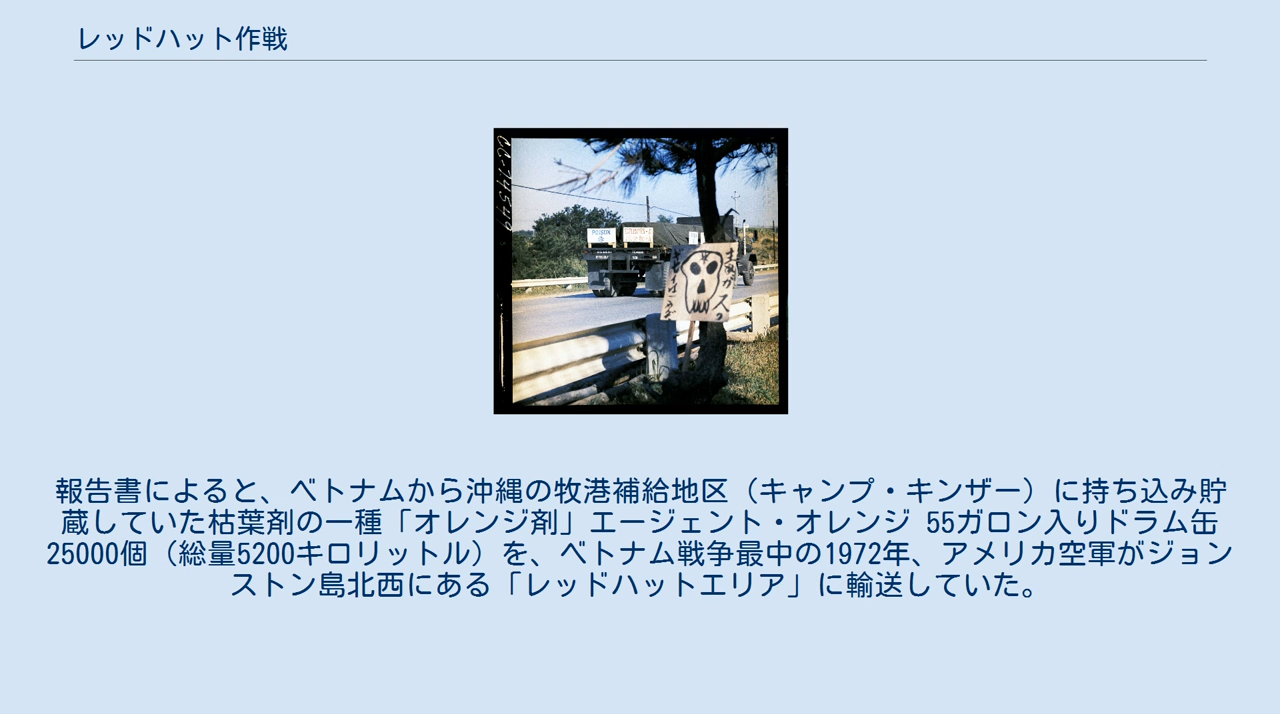 レッドハット作戦
CC-74549
POISON
毒ガス
報告書によると、ベトナムから沖縄の牧港補給地区（キャンプ・キンザー）に持ち込み貯
蔵していた枯葉剤の一種「オレンジ剤」エージェント・オレンジ 55ガロン入りドラム缶
25000個（総量5200キロリットル）を、ベトナム戦争最中の1972年、アメリカ空軍がジョン
ストン島北西にある「レッドハットエリア」に輸送していた。